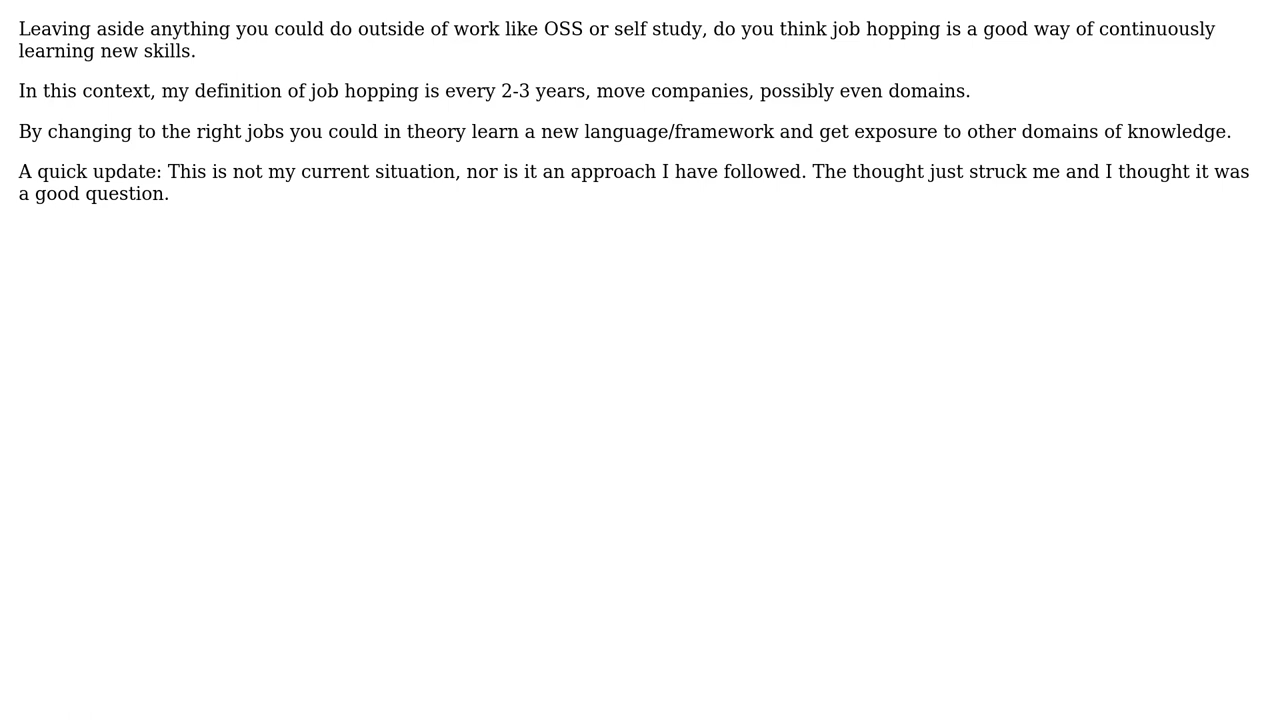 Leaving aside anything you could do outside of work like OSS or self study, do you think job hopping is a good way of continuously
learning new skills.
In this context, my definition of job hopping is every 2-3 years, move companies, possibly even domains.
By changing to the right jobs you could in theory learn a new language/framework and get exposure to other domains of knowledge.
A quick update: This is not my current situation, nor is it an approach I have followed. The thought just struck me and I thought it was
a good question.